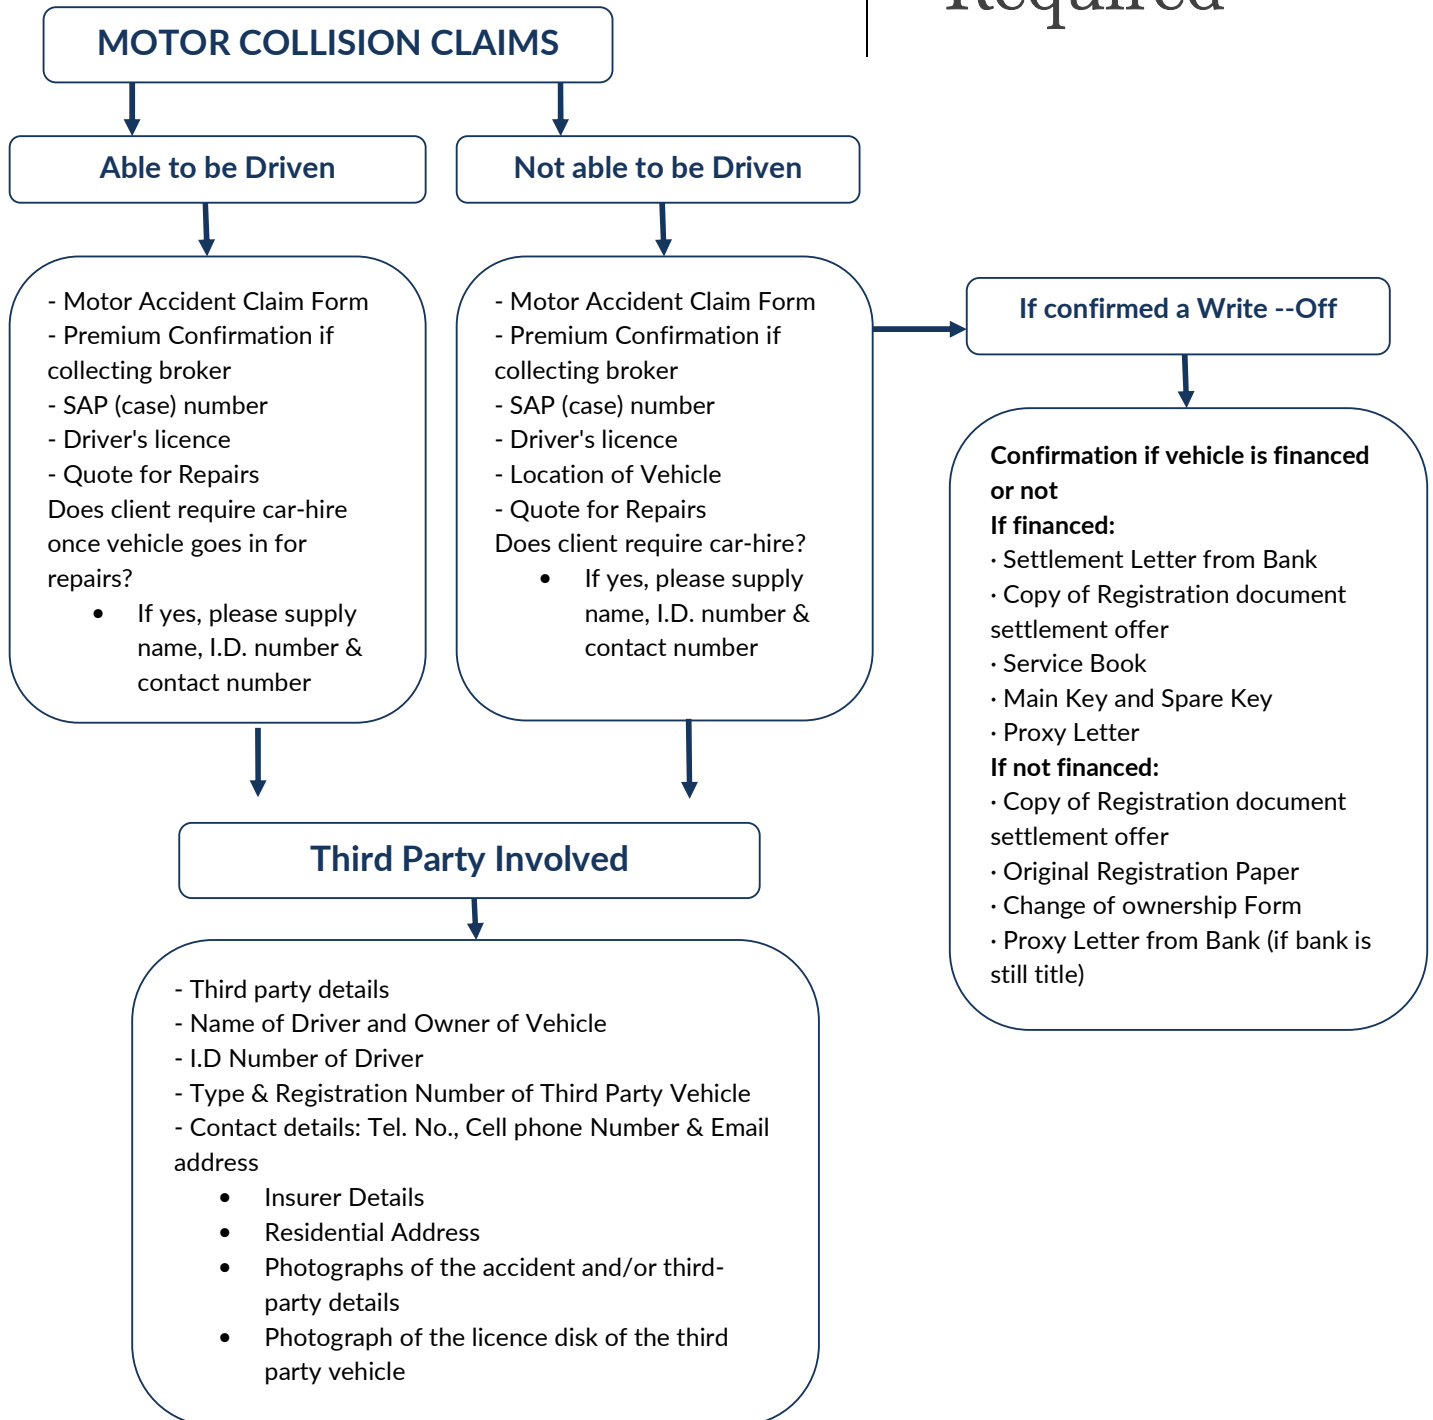 Required
MOTOR COLLISION CLAIMS
Able to be Driven
Not able to be Driven
- Motor Accident Claim Form
- Premium Confirmation if
collecting broker
- SAP (case) number
- Driver's licence
- Quote for Repairs
Does client require car-hire
once vehicle goes in for
repairs?
• If yes, please supply
name, I.D. number &
contact number
- Motor Accident Claim Form
- Premium Confirmation if
collecting broker
- SAP (case) number
- Driver's licence
- Location of Vehicle
- Quote for Repairs
Does client require car-hire?
• If yes, please supply
name, I.D. number &
contact number
If confirmed a Write --Off
Confirmation if vehicle is financed
or not
If financed:
· Settlement Letter from Bank
· Copy of Registration document
settlement offer
· Service Book
· Main Key and Spare Key
· Proxy Letter
If not financed:
· Copy of Registration document
settlement offer
· Original Registration Paper
· Change of ownership Form
· Proxy Letter from Bank (if bank is
still title)
Third Party Involved
- Third party details
- Name of Driver and Owner of Vehicle
- I.D Number of Driver
- Type & Registration Number of Third Party Vehicle
- Contact details: Tel. No., Cell phone Number & Email
address
• Insurer Details
• Residential Address
• Photographs of the accident and/or third-
party details
• Photograph of the licence disk of the third
party vehicle